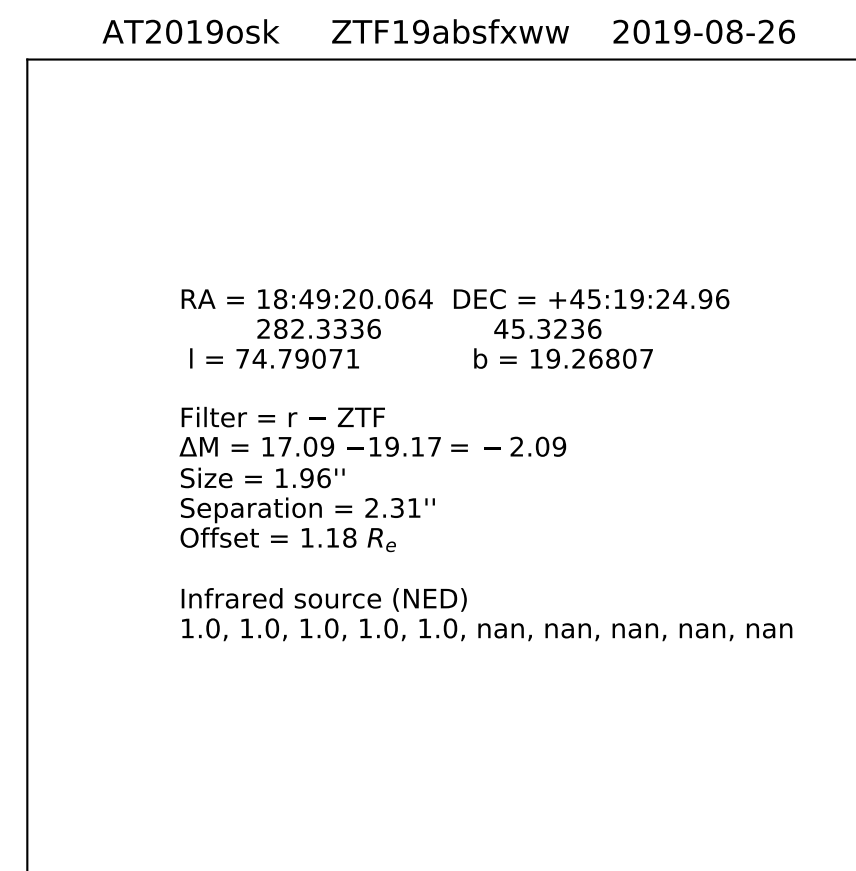 AT2019osk ZTF19absfxww 2019-08-26
RA = 18:49:20.064 DEC = +45:19:24.96
282.3336 45.3236
l = 74.79071 b = 19.26807
Filter = r − ZTF
ΔM = 17.09 −19.17 = − 2.09
Size = 1.96''
Separation = 2.31''
Offset = 1.18 Re
Infrared source (NED)
1.0, 1.0, 1.0, 1.0, 1.0, nan, nan, nan, nan, nan